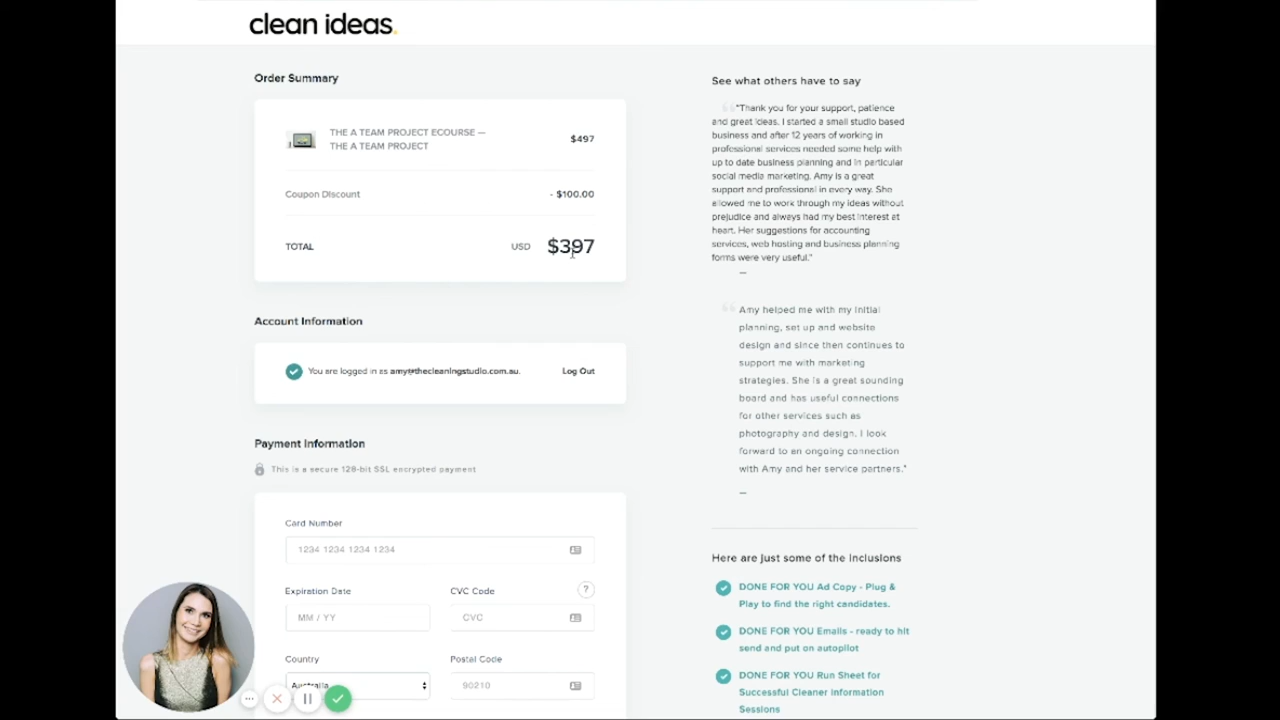 clean ideas.
Order Summary
THE A TEAM PROJECT ECOURSE —
THE A TEAM PROJECT
$497
Coupon Discount
- $100.00
TOTAL
USD
$397
Account Information
You are logged in as amy@thecleaningstudio.com.au.
Log Out
Payment Information
This is a secure 128-bit SSL encrypted payment
Card Number
1234 1234 1234 1234
Expiration Date
MM / YY
CVC Code
?
CVC
Country
Australia
Postal Code
90210
See what others have to say
"Thank you for your support, patience
and great ideas. I started a small studio based
business and after 12 years of working in
professional services needed some help with
up to date business planning and in particular
social media marketing. Amy is a great
support and professional in every way. She
allowed me to work through my ideas without
prejudice and always had my best interest at
heart. Her suggestions for accounting
services, web hosting and business planning
forms were very useful."
—
Amy helped me with my initial
planning, set up and website
design and since then continues to
support me with marketing
strategies. She is a great sounding
board and has useful connections
for other services such as
photography and design. I look
forward to an ongoing connection
with Amy and her service partners."
—
Here are just some of the inclusions
DONE FOR YOU Ad Copy - Plug &
Play to find the right candidates.
DONE FOR YOU Emails - ready to hit
send and put on autopilot
DONE FOR YOU Run Sheet for
Successful Cleaner Information
Sessions